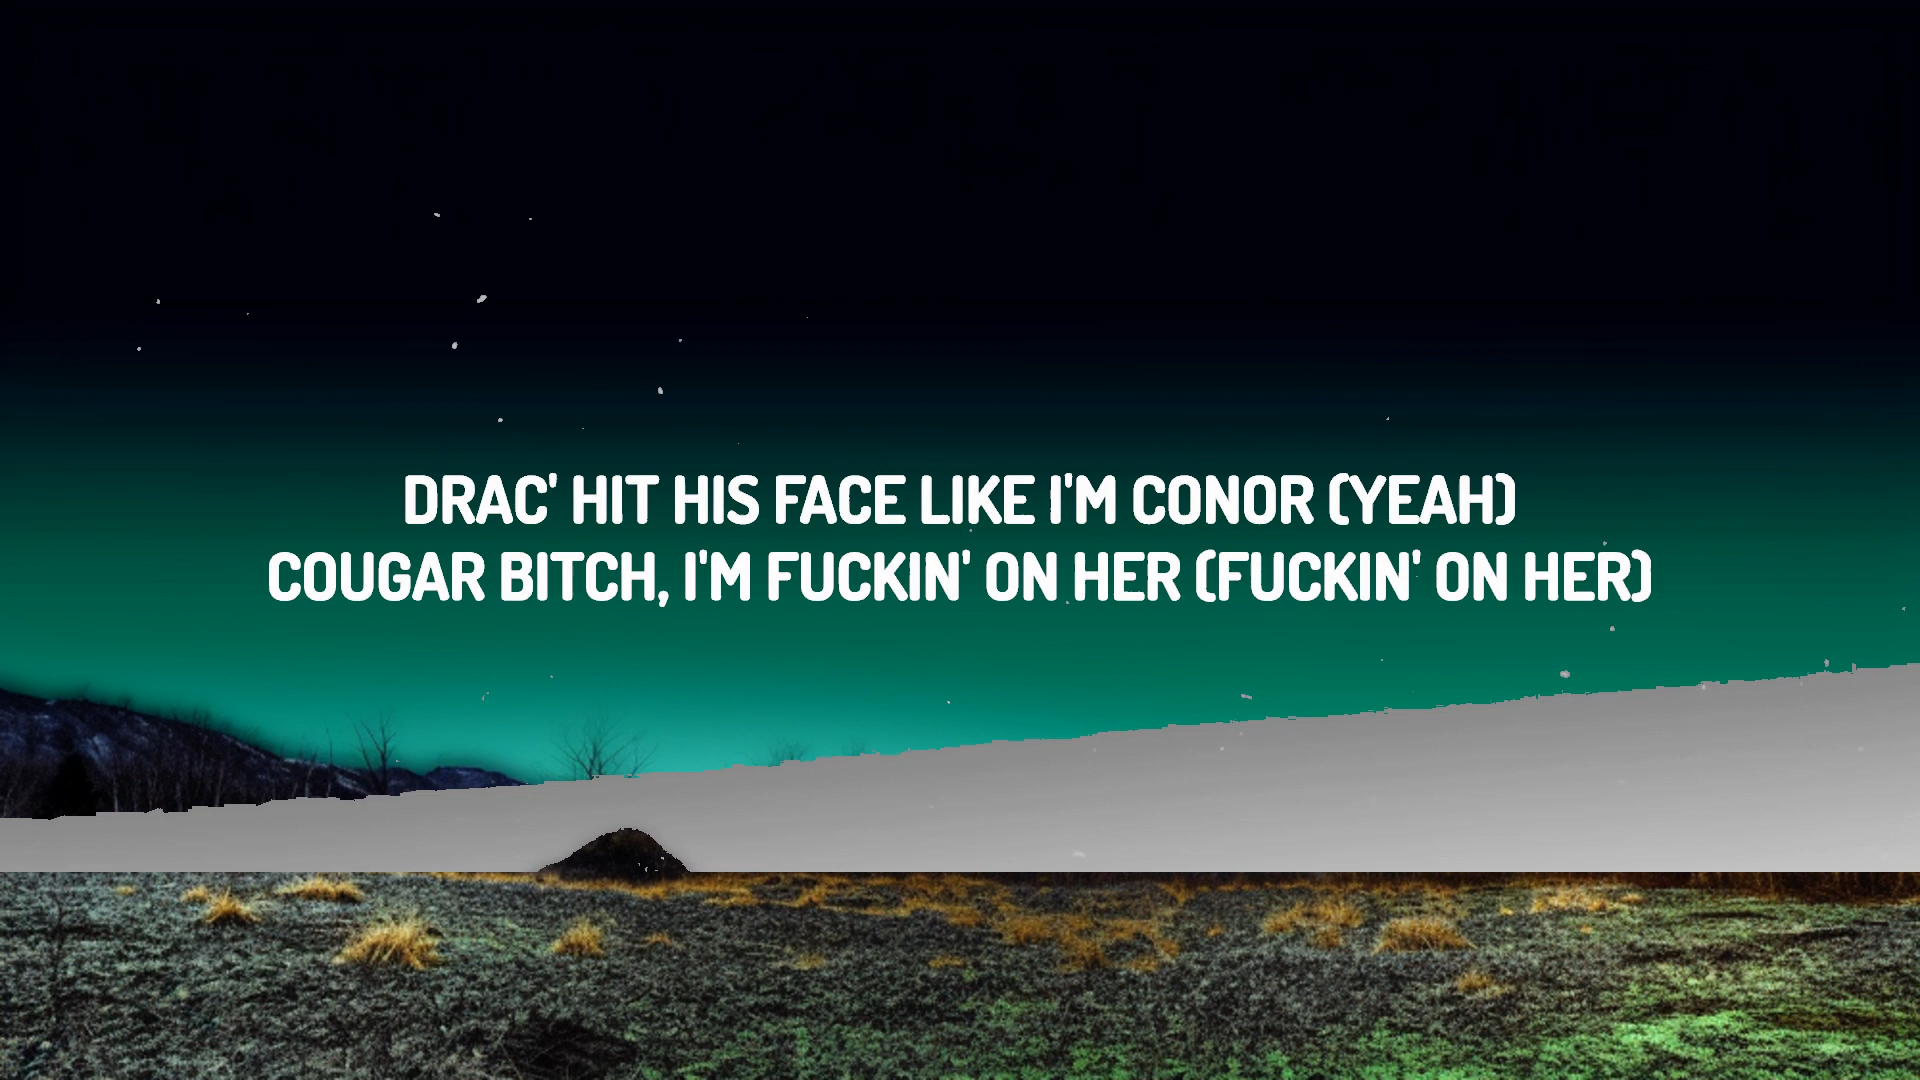 DRAC' HIT HIS FACE LIKE I'M CONOR (YEAH)
COUGAR BITCH, I'M FUCKIN' ON HER (FUCKIN' ON HER)